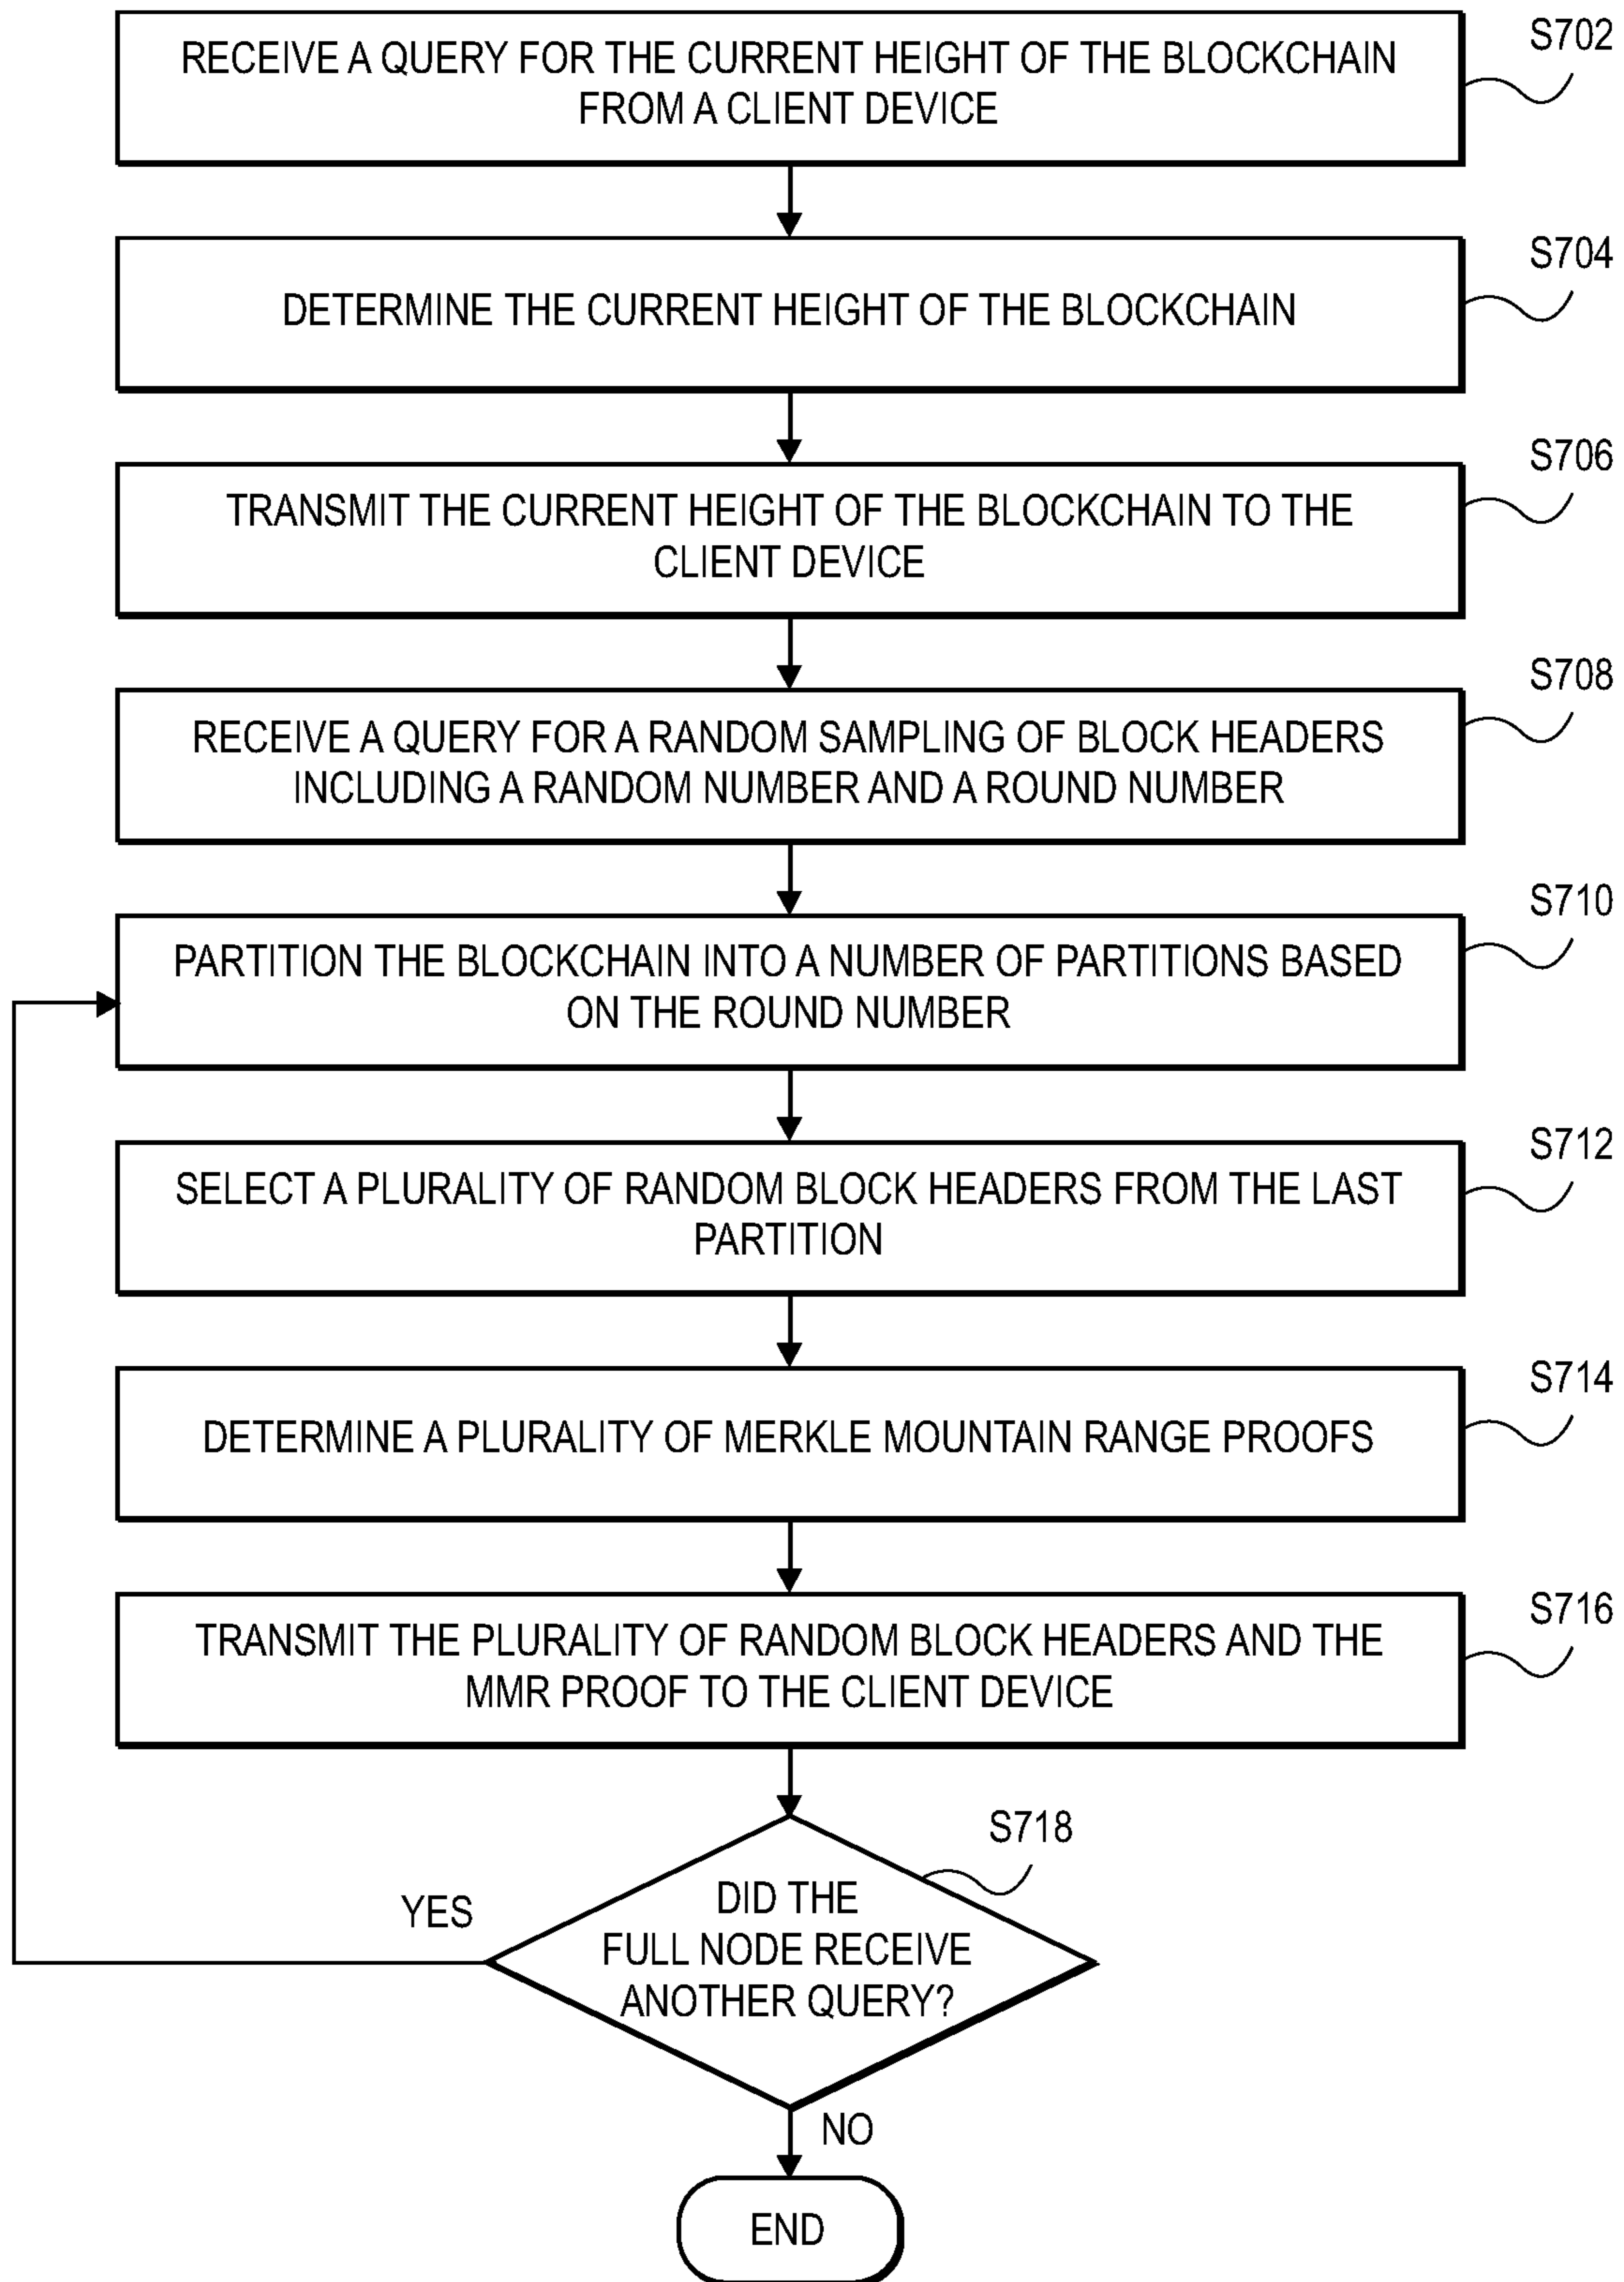 RECEIVE A QUERY FOR THE CURRENT HEIGHT OF THE BLOCKCHAIN
FROM A CLIENT DEVICE
S702
DETERMINE THE CURRENT HEIGHT OF THE BLOCKCHAIN
S704
TRANSMIT THE CURRENT HEIGHT OF THE BLOCKCHAIN TO THE
CLIENT DEVICE
S706
RECEIVE A QUERY FOR A RANDOM SAMPLING OF BLOCK HEADERS
INCLUDING A RANDOM NUMBER AND A ROUND NUMBER
S708
PARTITION THE BLOCKCHAIN INTO A NUMBER OF PARTITIONS BASED
ON THE ROUND NUMBER
S710
SELECT A PLURALITY OF RANDOM BLOCK HEADERS FROM THE LAST
PARTITION
S712
DETERMINE A PLURALITY OF MERKLE MOUNTAIN RANGE PROOFS
S714
TRANSMIT THE PLURALITY OF RANDOM BLOCK HEADERS AND THE
MMR PROOF TO THE CLIENT DEVICE
S716
S718
YES
DID THE
FULL NODE RECEIVE
ANOTHER QUERY?
NO
END